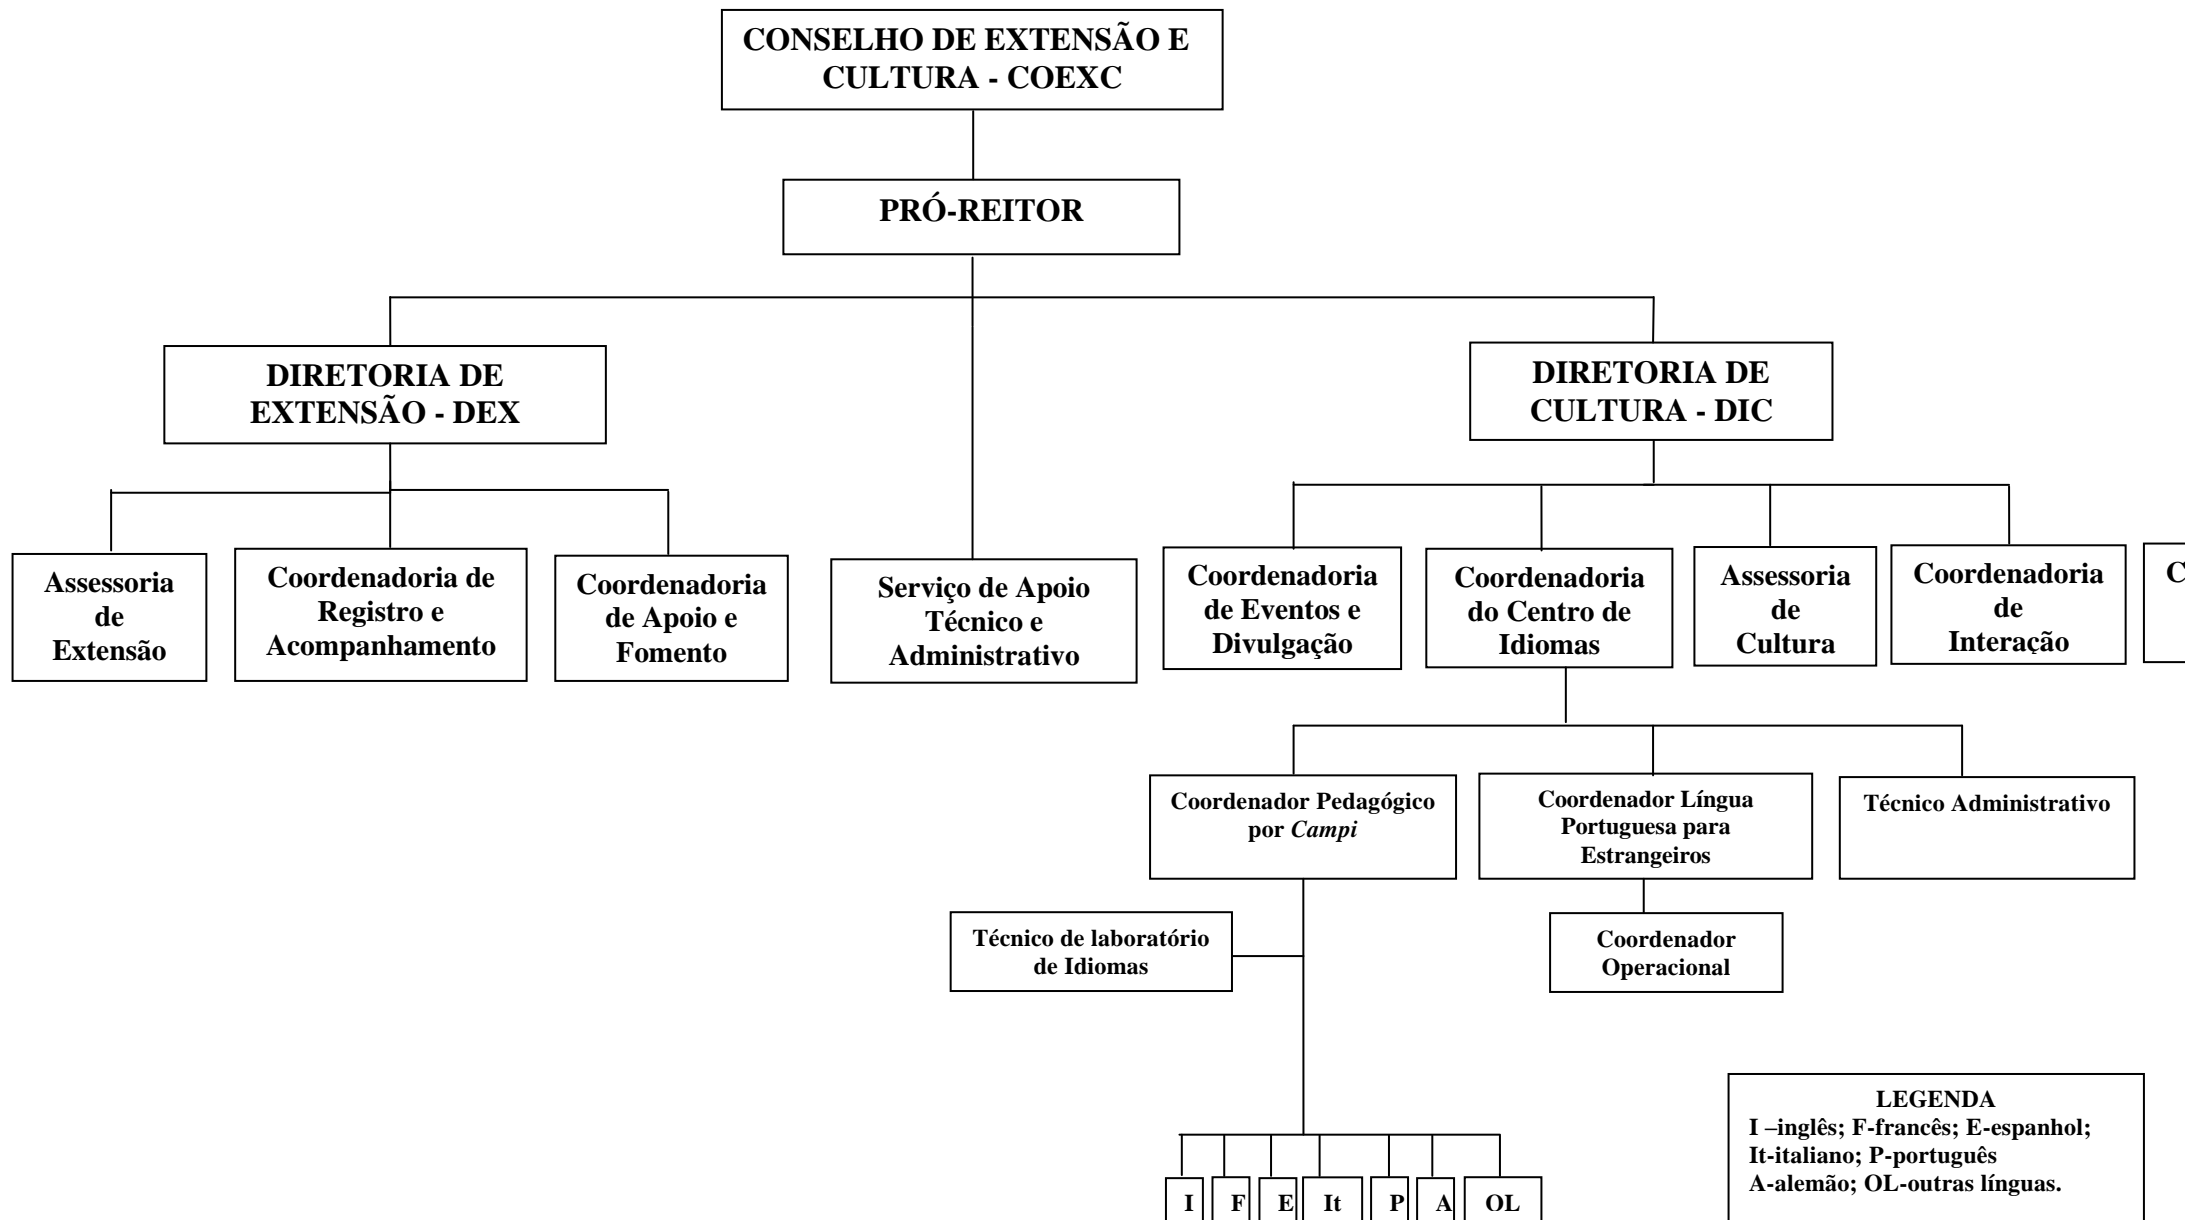 CONSELHO DE EXTENSÃO E
CULTURA - COEXC
PRÓ-REITOR
DIRETORIA DE
EXTENSÃO - DEX
DIRETORIA DE
CULTURA - DIC
Assessoria
de
Extensão
Coordenadoria de
Registro e
Acompanhamento
Coordenadoria
de Apoio e
Fomento
Serviço de Apoio
Técnico e
Administrativo
Coordenadoria
de Eventos e
Divulgação
Coordenadoria
do Centro de
Idiomas
Assessoria
de
Cultura
Coordenadoria
de
Interação
Coordenador Pedagógico
por Campi
Coordenador Língua
Portuguesa para
Estrangeiros
Técnico Administrativo
Técnico de laboratório
de Idiomas
Coordenador
Operacional
I
F
E
It
P
A
OL
LEGENDA
I –inglês; F-francês; E-espanhol;
It-italiano; P-português
A-alemão; OL-outras línguas.